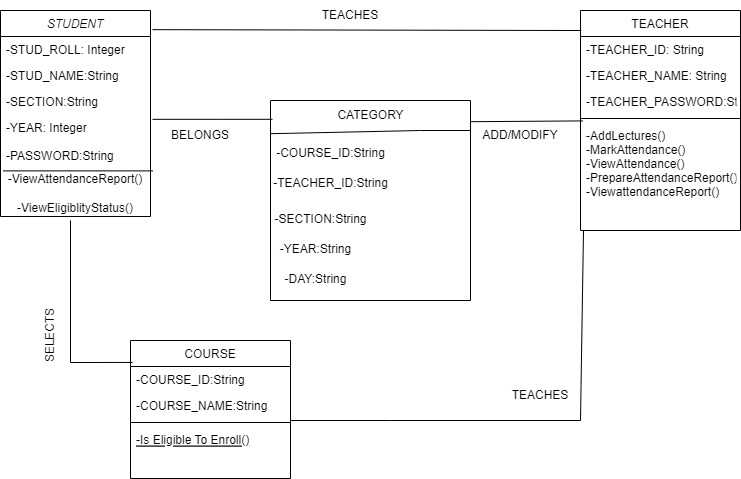 TEACHES
STUDENT
-STUD_ROLL: Integer
-STUD_NAME:String
-SECTION:String
-YEAR: Integer
-PASSWORD:String
-ViewAttendanceReport()
-ViewEligiblityStatus()
BELONGS
CATEGORY
-COURSE_ID:String
-TEACHER_ID:String
-SECTION:String
-YEAR:String
-DAY:String
ADD/MODIFY
TEACHER
-TEACHER_ID: String
-TEACHER_NAME: String
-TEACHER_PASSWORD:St
-AddLectures()
-MarkAttendance()
-ViewAttendance()
-PrepareAttendanceReport()
-ViewattendanceReport()
SELECTS
COURSE
-COURSE_ID:String
-COURSE_NAME:String
-Is Eligible To Enroll()
TEACHES